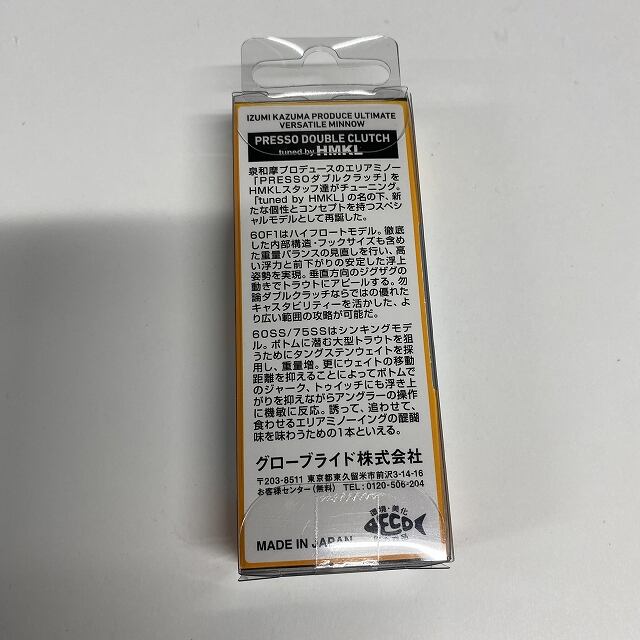 IZUMI KAZUMA PRODUCE ULTIMATE
VERSATILE MINNOW
PRESSO DOUBLE CLUTCH
tuned by HMKL
泉和摩プロデュースのエリアミノー
「PRESSOダブルクラッチ」を
HMKLスタッフ達がチューニング。
「tuned by HMKL」の名の下、新
たな個性とコンセプトを持つスペシ
ャルモデルとして再誕した。
60F1はハイフロートモデル。徹底
した内部構造・フックサイズも含め
た重量バランスの見直しを行い、高
い浮力と前下がりの安定した浮上
姿勢を実現。垂直方向のジグザグの
動きでトラウトにアピールする。勿
論ダブルクラッチならではの優れた
キャスタビリティーを活かした、よ
り広い範囲の攻略が可能だ。
60SS/75SSはシンキングモデ
ル。ボトムに潜む大型トラウトを狙
うためにタングステンウェイトを採
用し、重量増。更にウェイトの移動
距離を抑えることによってボトムで
のジャーク、トゥイッチにも浮き上
がりを抑えながらアングラーの操作
に機敏に反応。誘って、追わせて、
食わせるエリアミノーイングの醍醐
味を味わうための1本といえる。
グローブライド株式会社
〒203-8511 東京都東久留米市前沢3-14-16
お客様センター(無料) TEL:0120-506-204
環境・美化
ECO
MADE IN JAPAN